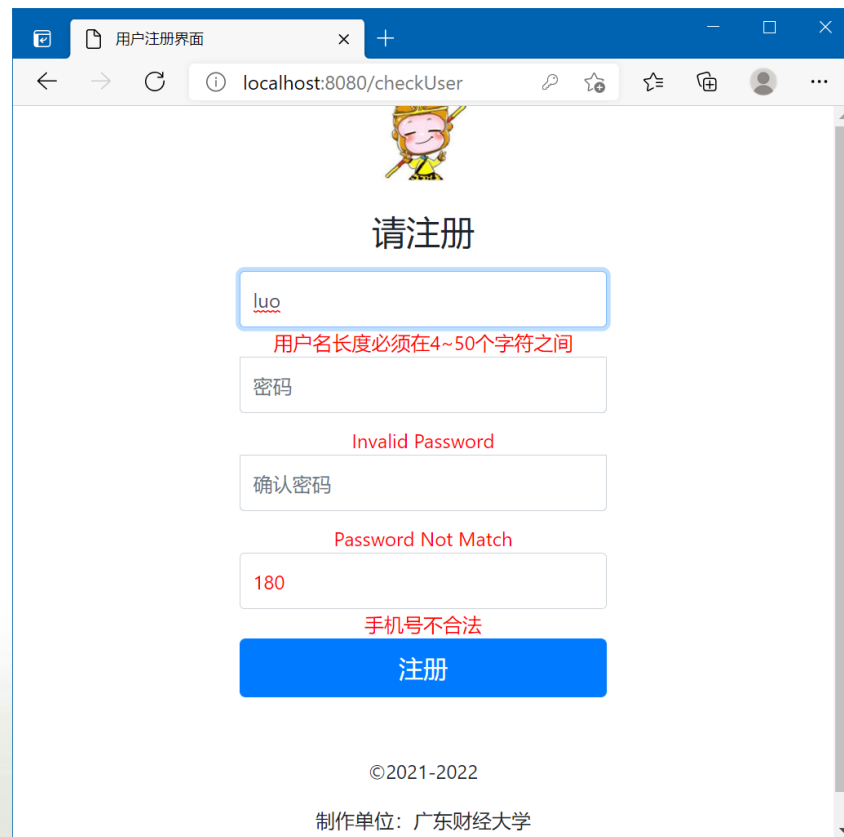 用户注册界面
localhost:8080/checkUser
请注册
luo
用户名长度必须在4~50个字符之间
密码
Invalid Password
确认密码
Password Not Match
180
手机号不合法
注册
©2021-2022
制作单位：广东财经大学